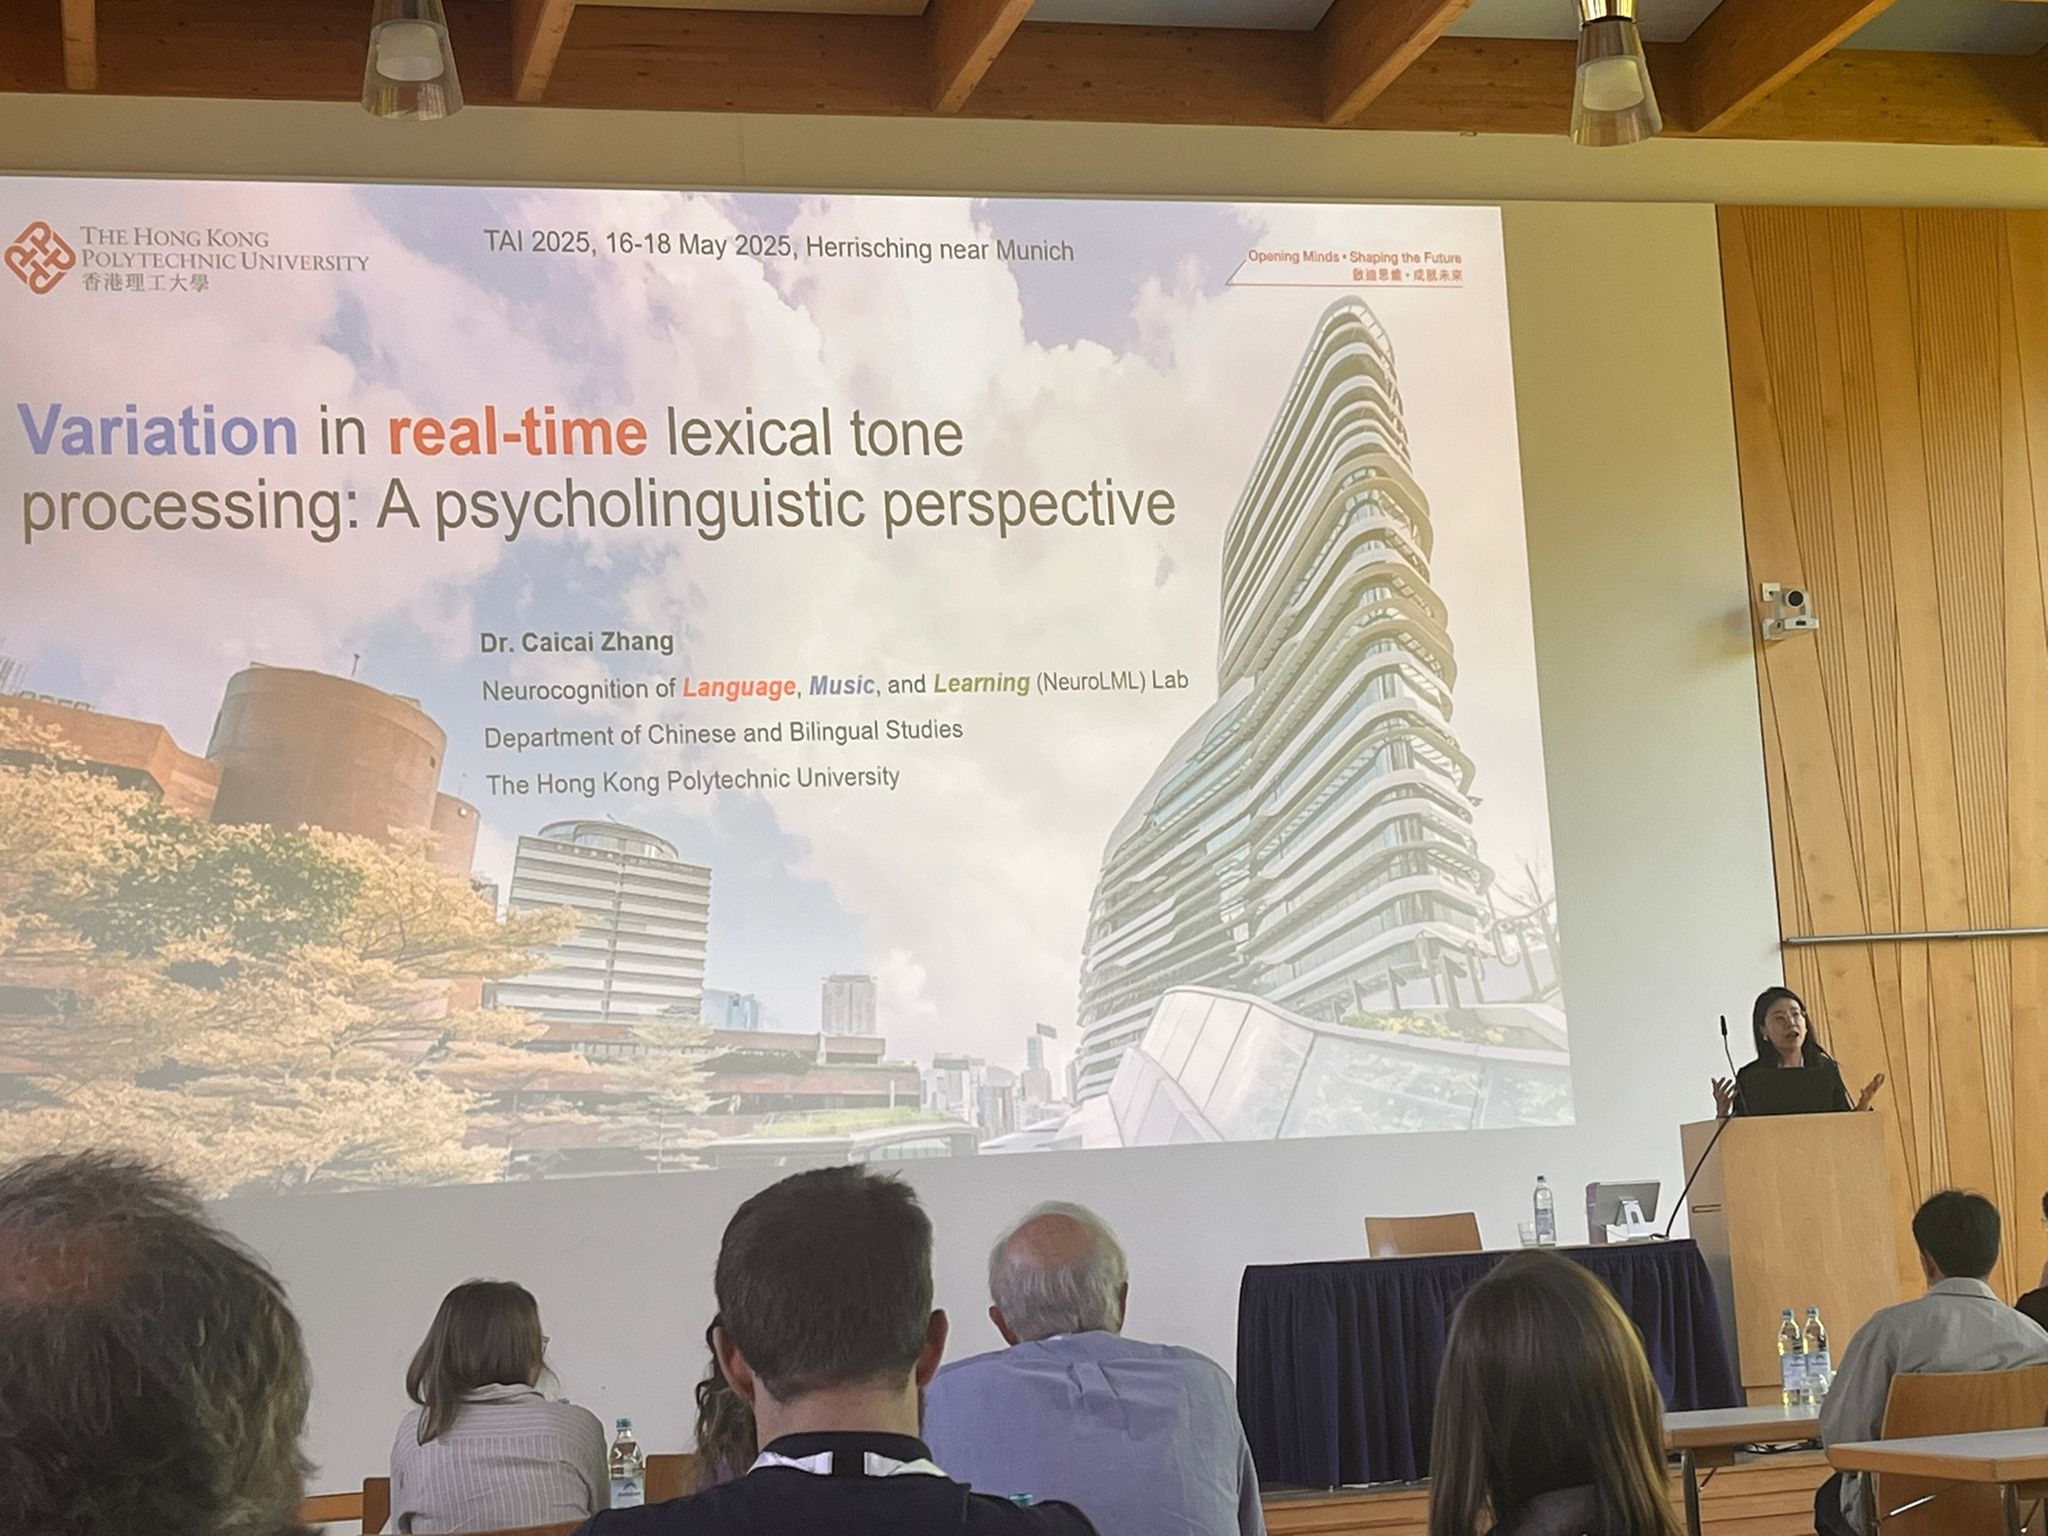 THE HONG KONG
POLYTECHNIC UNIVERSITY
香港理工大學
TAI 2025, 16-18 May 2025, Herrisching near Munich
Opening Minds • Shaping the Future
啟迪思維 • 成就未來
Variation in real-time lexical tone
processing: A psycholinguistic perspective
Dr. Caicai Zhang
Neurocognition of Language, Music, and Learning (NeuroLML) Lab
Department of Chinese and Bilingual Studies
The Hong Kong Polytechnic University